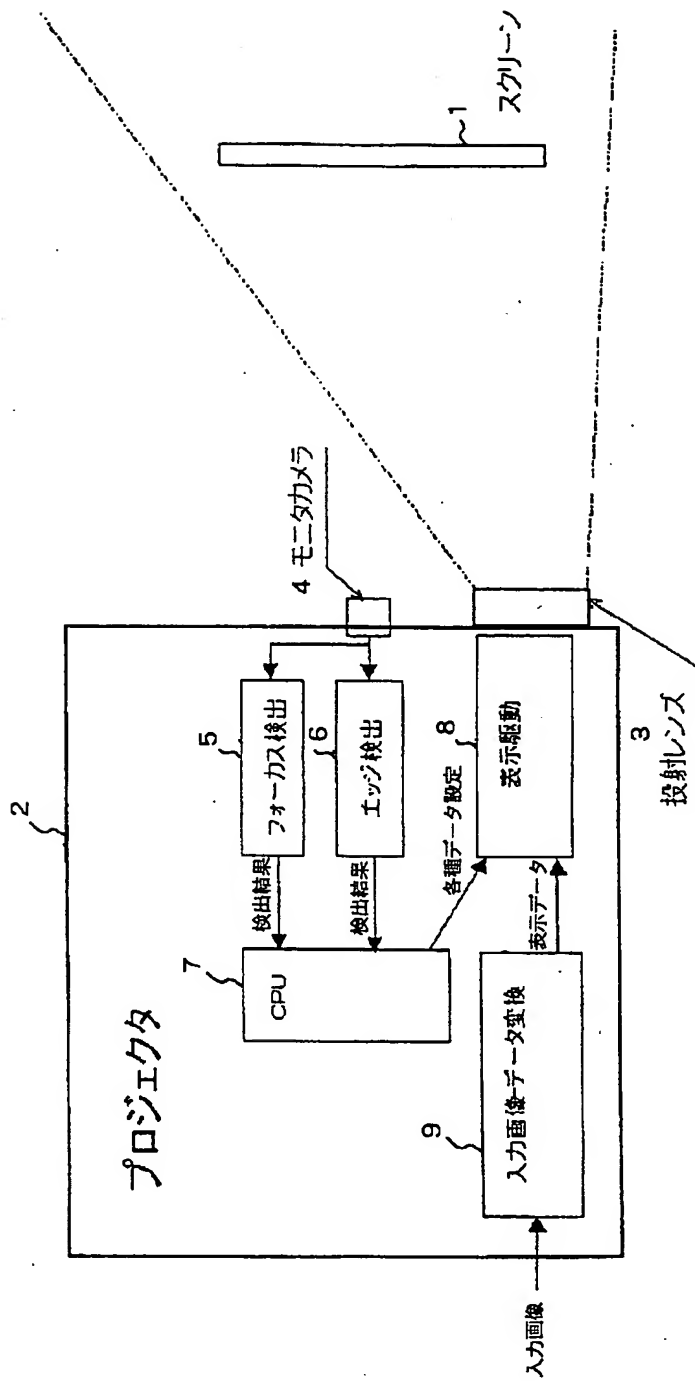 プロジェクタ
2
5
フォーカス検出
6
エッジ検出
検出結果
検出結果
7
CPU
各種データ設定
8
表示駆動
表示データ
9
入力画像-データ変換
入力画像
4 モニタカメラ
3
投射レンズ
1
スクリーン